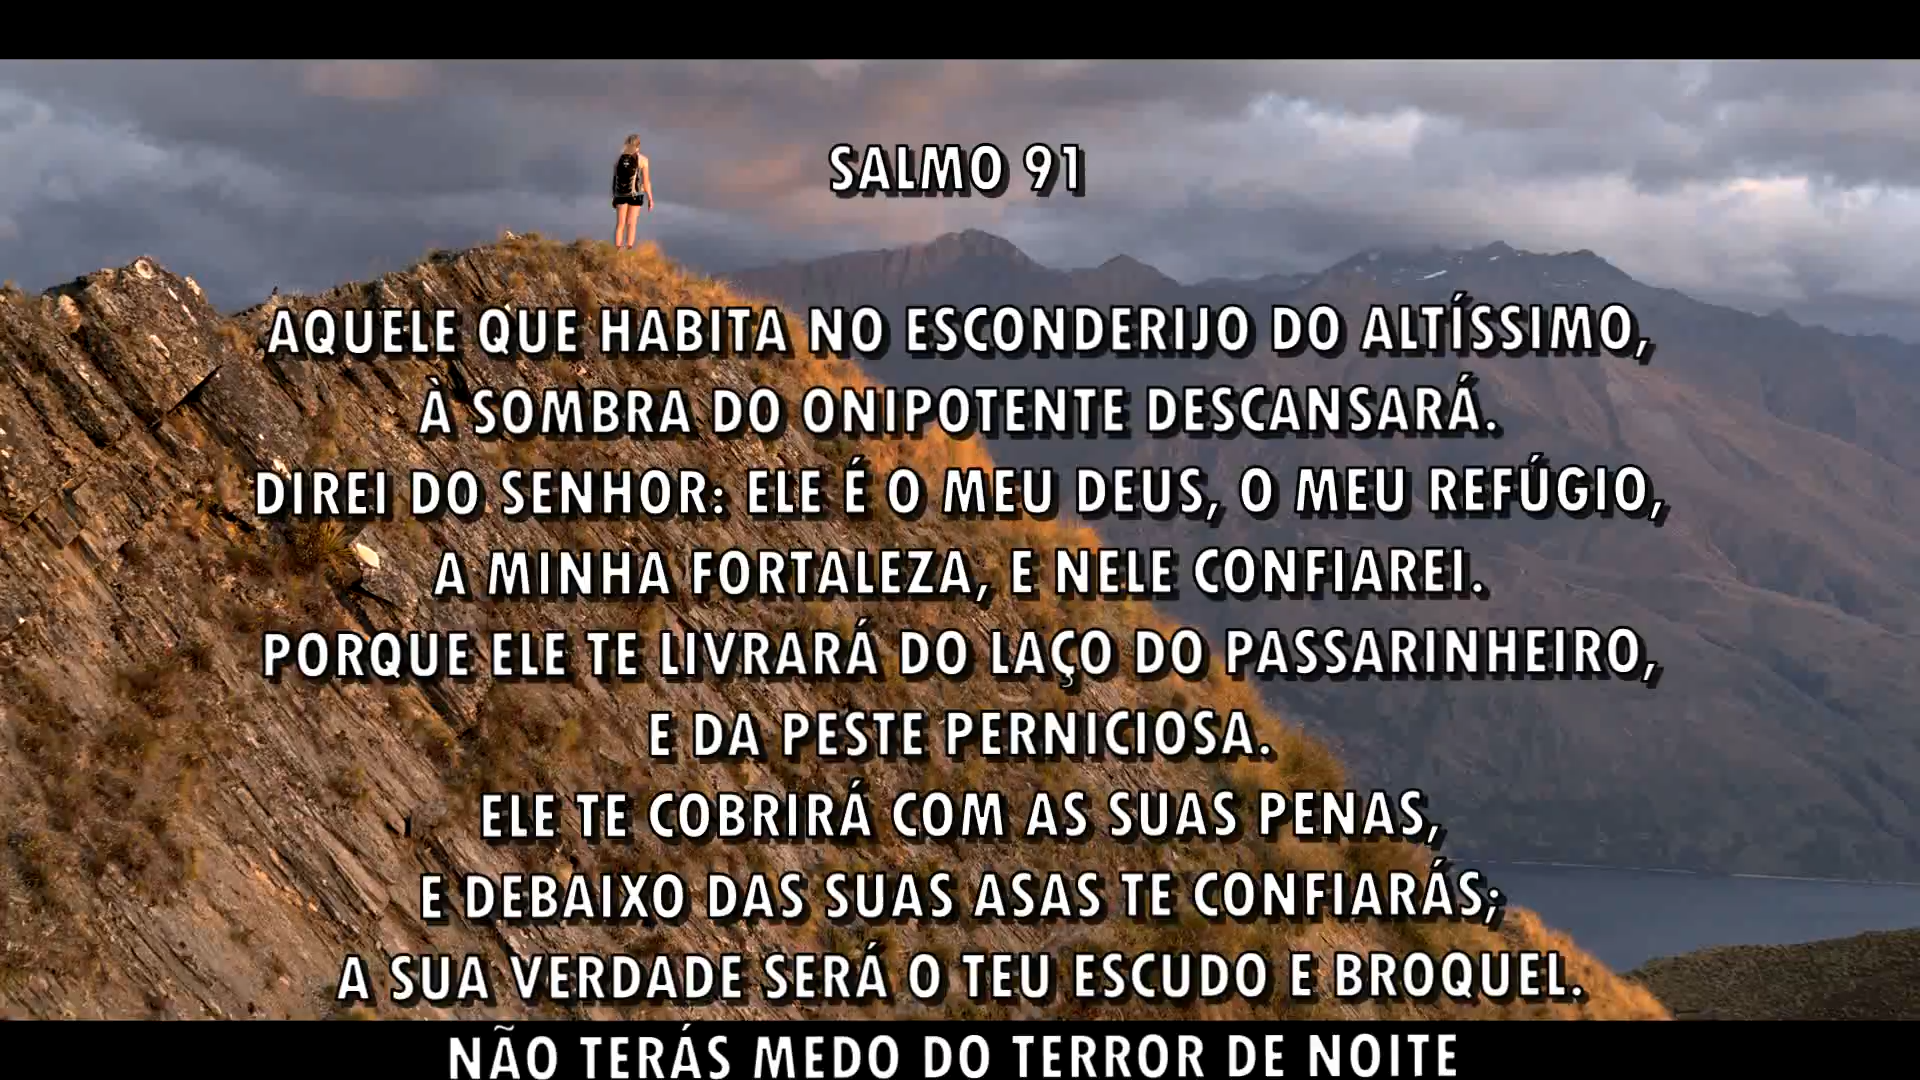 SALMO 91
AQUELE QUE HABITA NO ESCONDERIJO DO ALTÍSSIMO,
À SOMBRA DO ONIPOTENTE DESCANSARÁ.
DIREI DO SENHOR: ELE É O MEU DEUS, O MEU REFÚGIO,
A MINHA FORTALEZA, E NELE CONFIAREI.
PORQUE ELE TE LIVRARÁ DO LAÇO DO PASSARINHEIRO,
E DA PESTE PERNICIOSA.
ELE TE COBRIRÁ COM AS SUAS PENAS,
E DEBAIXO DAS SUAS ASAS TE CONFIARÁS;
A SUA VERDADE SERÁ O TEU ESCUDO E BROQUEL.
NÃO TERÁS MEDO DO TERROR DE NOITE